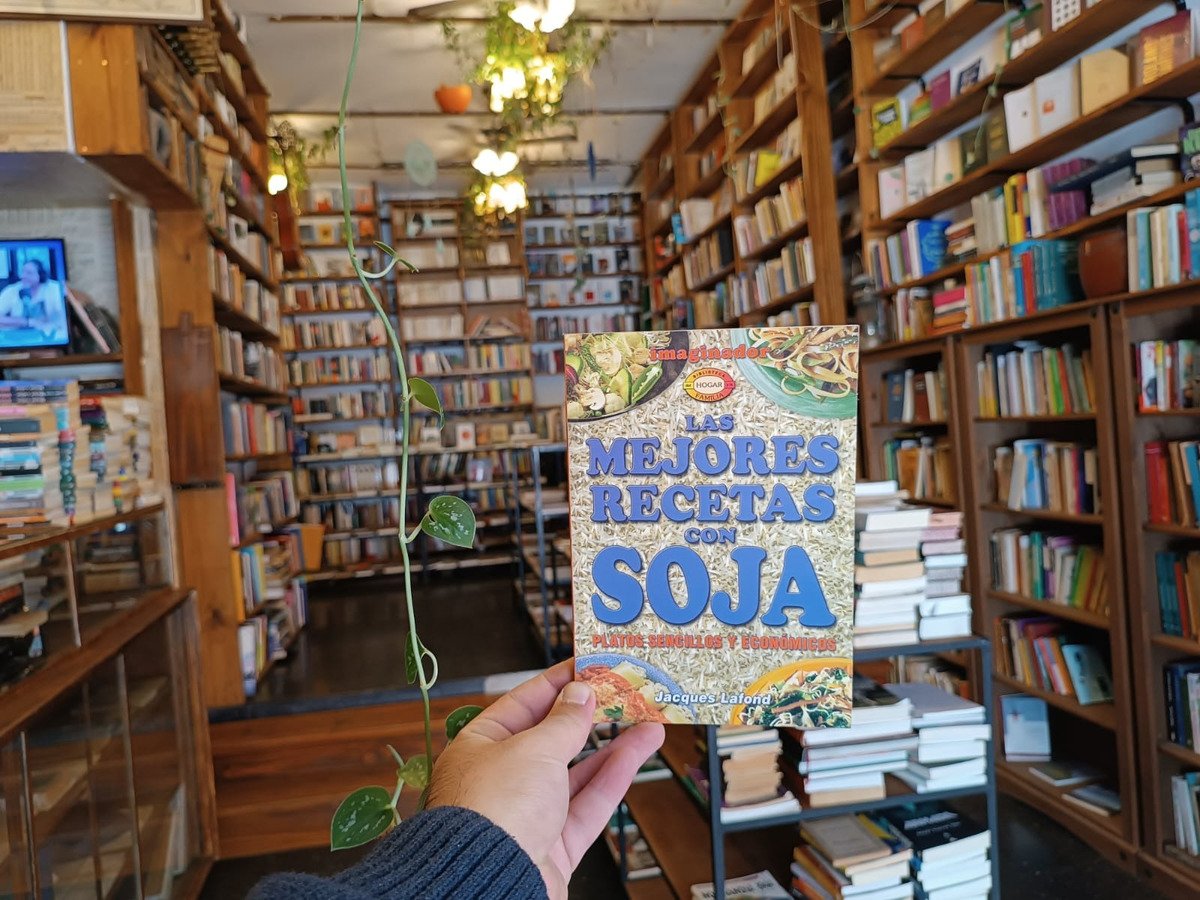 imaginador
BIBLIOTECA
HOGAR
FAMILIA
LAS
MEJORES
RECETAS
CON
SOJA
PLATOS SENCILLOS Y ECONÓMICOS
Jacques Lafond